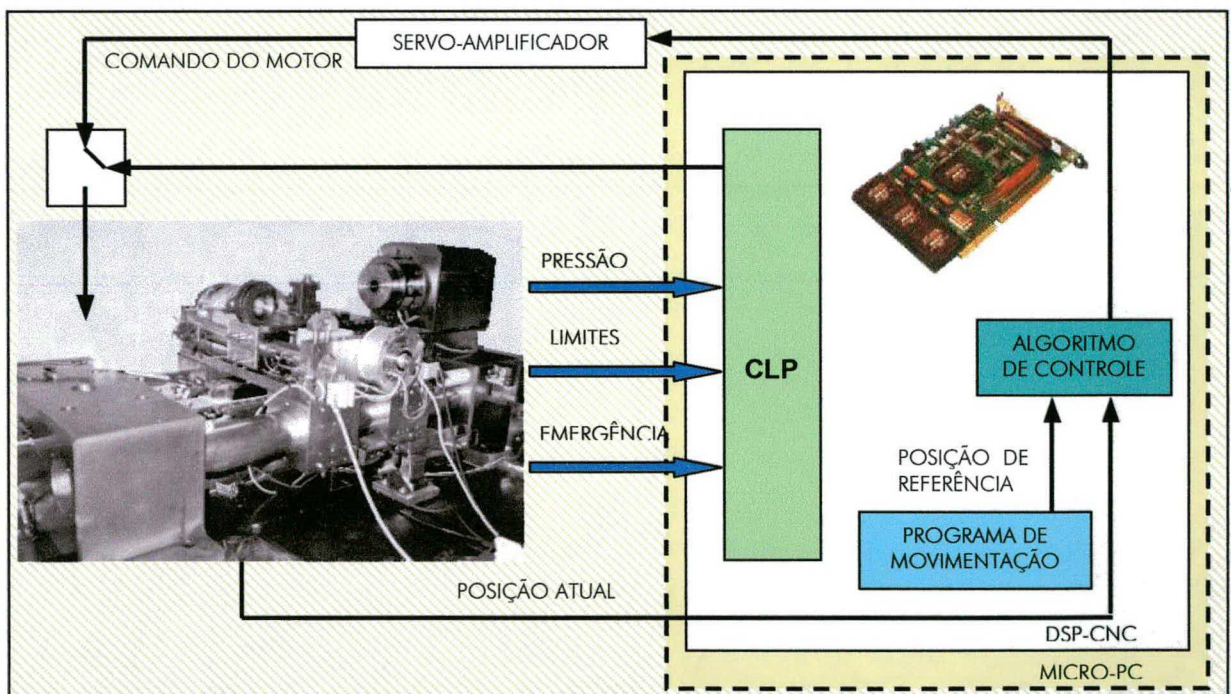 SERVO-AMPLIFICADOR
COMANDO DO MOTOR
PRESSÃO
LIMITES
EMERGÊNCIA
CLP
ALGORITMO
DE CONTROLE
POSIÇÃO DE
REFERÊNCIA
PROGRAMA DE
MOVIMENTAÇÃO
POSIÇÃO ATUAL
DSP-CNC
MICRO-PC